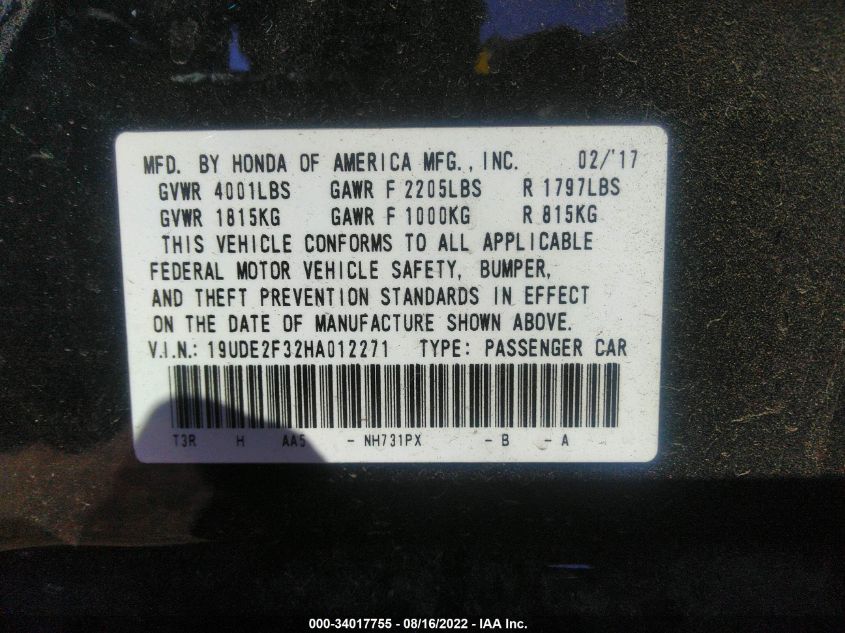 MFD. BY HONDA OF AMERICA MFG., INC. 02/'17
GVWR 4001LBS GAWR F 2205LBS R 1797LBS
GVWR 1815KG GAWR F 1000KG R 815KG
THIS VEHICLE CONFORMS TO ALL APPLICABLE
FEDERAL MOTOR VEHICLE SAFETY, BUMPER,
AND THEFT PREVENTION STANDARDS IN EFFECT
ON THE DATE OF MANUFACTURE SHOWN ABOVE.
V.I.N.: 19UDE2F32HA012271 TYPE: PASSENGER CAR
T3R H AA5 - NH731PX - B - A
000-34017755 - 08/16/2022 - IAA Inc.